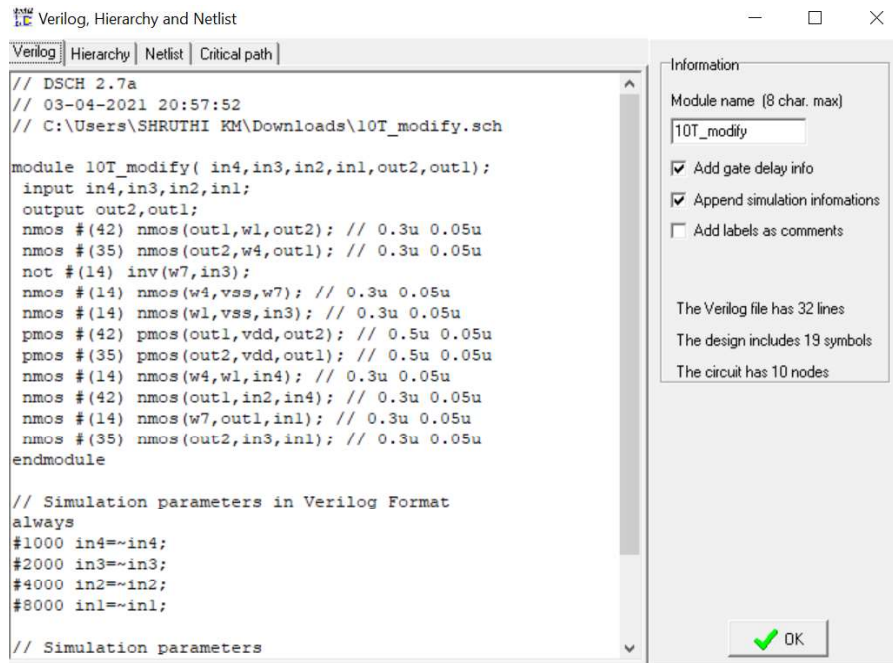 Verilog, Hierarchy and Netlist
Verilog Hierarchy Netlist Critical path
// DSCH 2.7a
// 03-04-2021 20:57:52
// C:\Users\SHRUTHI KM\Downloads\10T_modify.sch
module 10T_modify( in4,in3,in2,in1,out2,out1);
input in4,in3,in2,in1;
output out2,out1;
nmos #(42) nmos(out1,w1,out2); // 0.3u 0.05u
nmos #(35) nmos(out2,w4,out1); // 0.3u 0.05u
not #(14) inv(w7,in3);
nmos #(14) nmos(w4,vss,w7); // 0.3u 0.05u
nmos #(14) nmos(w1,vss,in3); // 0.3u 0.05u
pmos #(42) pmos(out1,vdd,out2); // 0.5u 0.05u
pmos #(35) pmos(out2,vdd,out1); // 0.5u 0.05u
nmos #(14) nmos(w4,w1,in4); // 0.3u 0.05u
nmos #(42) nmos(out1,in2,in4); // 0.3u 0.05u
nmos #(14) nmos(w7,out1,in1); // 0.3u 0.05u
nmos #(35) nmos(out2,in3,in1); // 0.3u 0.05u
endmodule
// Simulation parameters in Verilog Format
always
#1000 in4=~in4;
#2000 in3=~in3;
#4000 in2=~in2;
#8000 in1=~in1;
// Simulation parameters
Information
Module name (8 char. max)
10T_modify
Add gate delay info
Append simulation infomations
Add labels as comments
The Verilog file has 32 lines
The design includes 19 symbols
The circuit has 10 nodes
OK